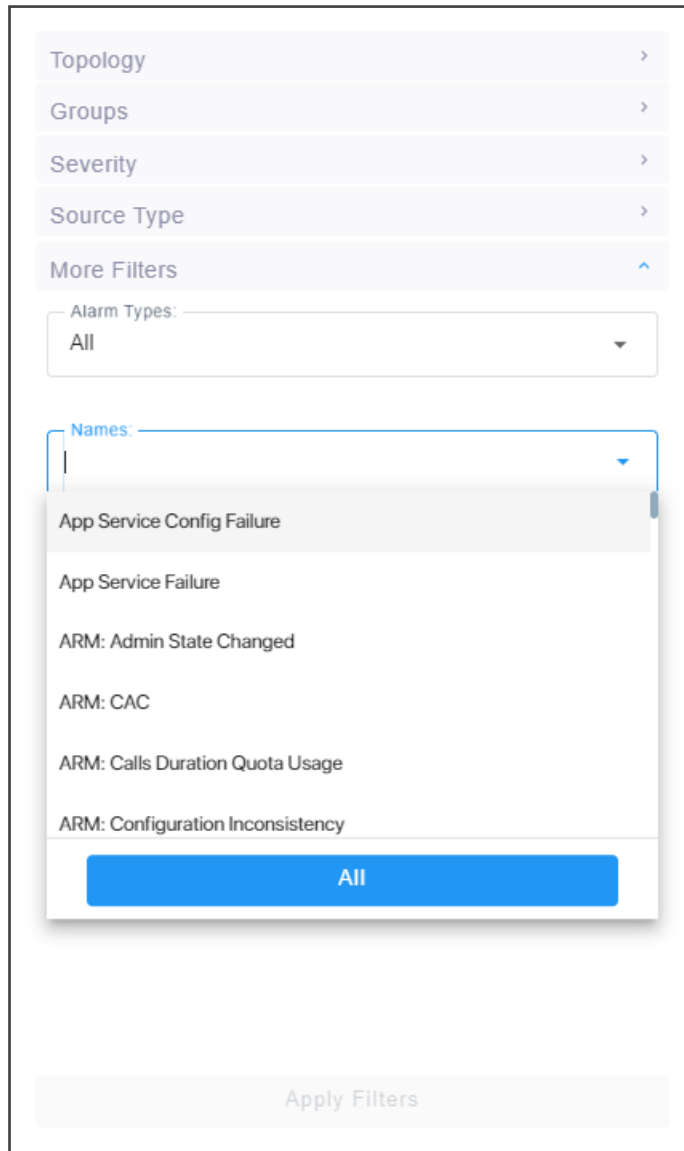 Topology
Groups
Severity
Source Type
More Filters
Alarm Types:
All
Names:
App Service Config Failure
App Service Failure
ARM: Admin State Changed
ARM: CAC
ARM: Calls Duration Quota Usage
ARM: Configuration Inconsistency
All
Apply Filters